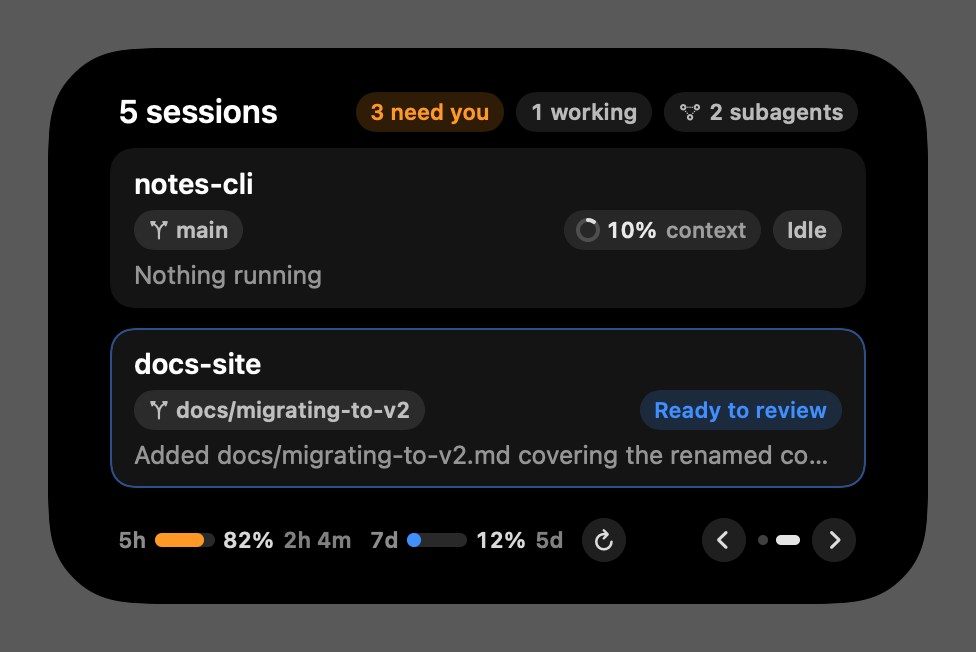 5 sessions 3 need you 1 working 2 subagents
notes-cli
main 10% context Idle
Nothing running
docs-site
docs/migrating-to-v2 Ready to review
Added docs/migrating-to-v2.md covering the renamed co...
5h 82% 2h 4m 7d 12% 5d